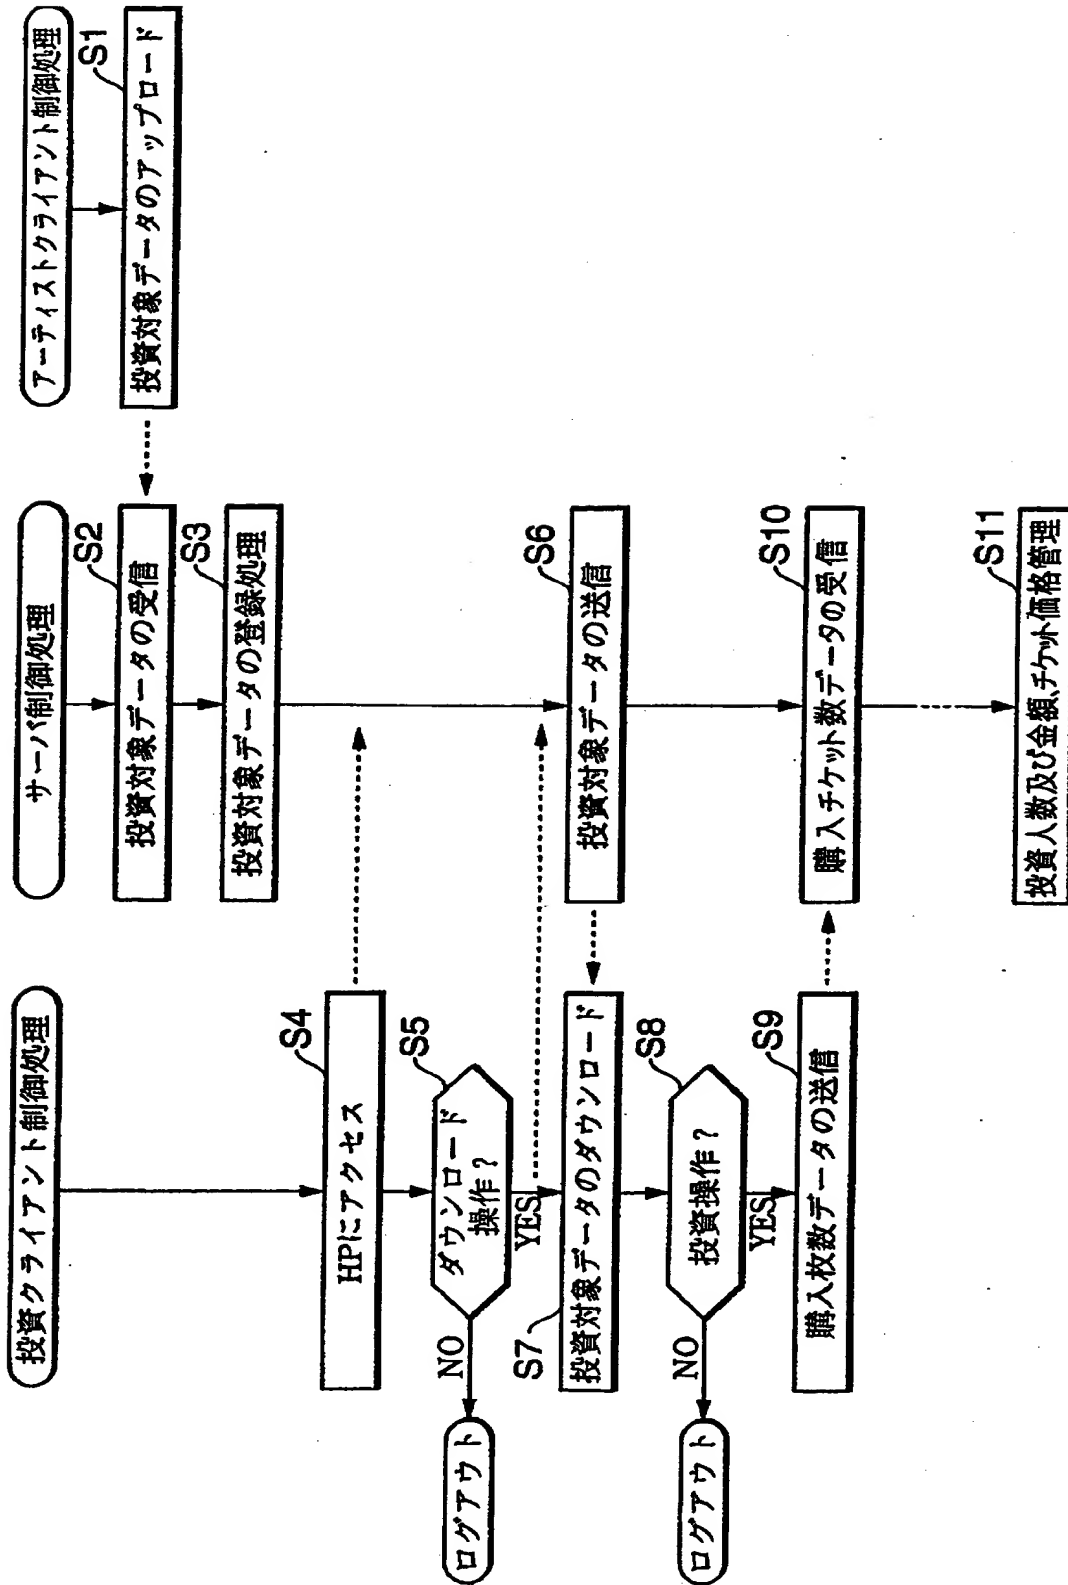 投資クライアント制御処理
サーバ制御処理
アーティストクライアント制御処理
S1
投資対象データのアップロード
S2
投資対象データの受信
S3
投資対象データの登録処理
S4
HPにアクセス
S5
ダウンロード
操作？
YES
NO
ログアウト
S6
投資対象データの送信
S7
投資対象データのダウンロード
S8
投資操作？
YES
NO
ログアウト
S9
購入枚数データの送信
S10
購入チケット数データの受信
S11
投資人数及び金額、チケット価格管理